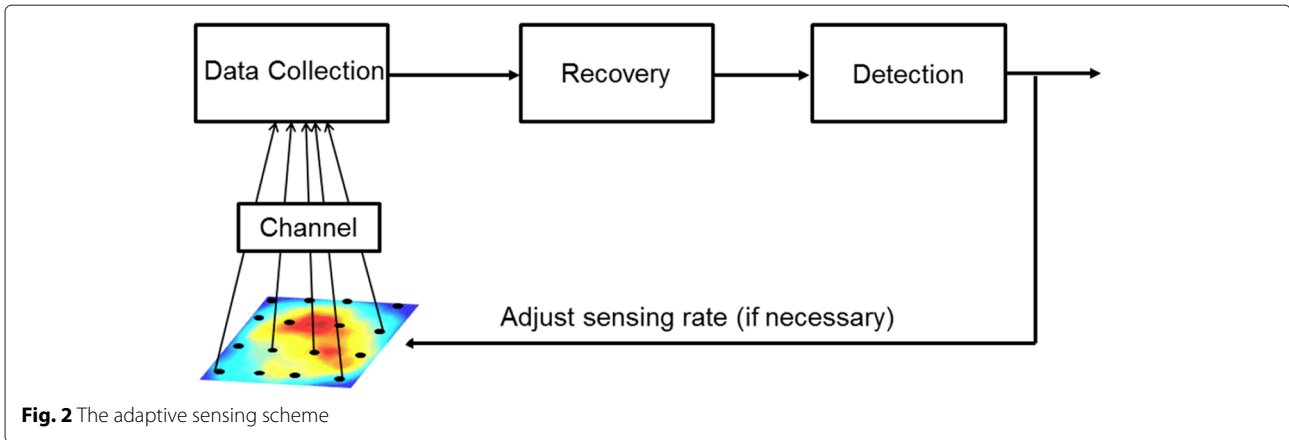 Data Collection
Recovery
Detection
Channel
Adjust sensing rate (if necessary)
Fig. 2 The adaptive sensing scheme